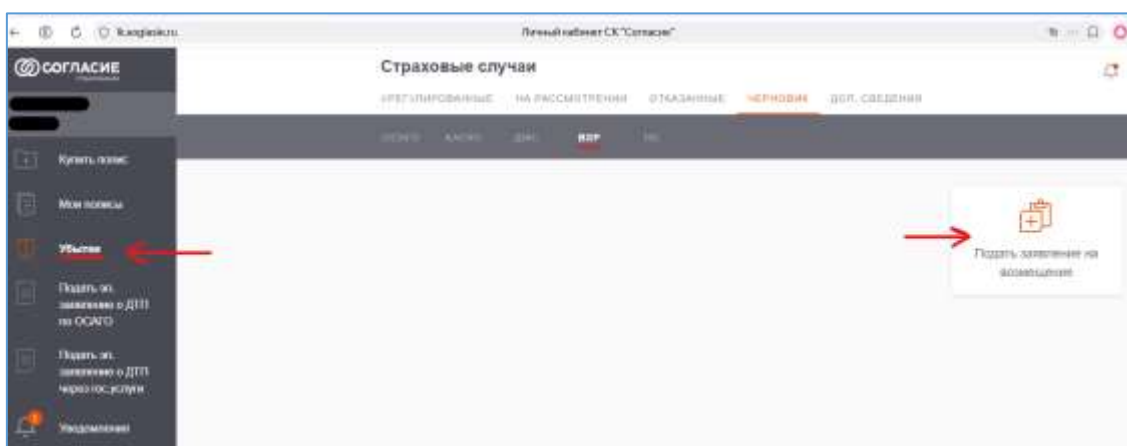 lk.soglasie.ru
Личный кабинет СК "Согласие"
СОГЛАСИЕ
Страховые случаи
УРЕГУЛИРОВАННЫЕ НА РАССМОТРЕНИИ ОТКАЗАННЫЕ ЧЕРНОВИК ДОП. СВЕДЕНИЯ
ОСАГО КАСКО ДМС ВЗР НС
Купить полис
Мои полисы
Убытки
Подать эл.
заявление о ДТП
по ОСАГО
Подать эл.
заявление о ДТП
через гос.услуги
Уведомления
Подать заявление на
возмещение